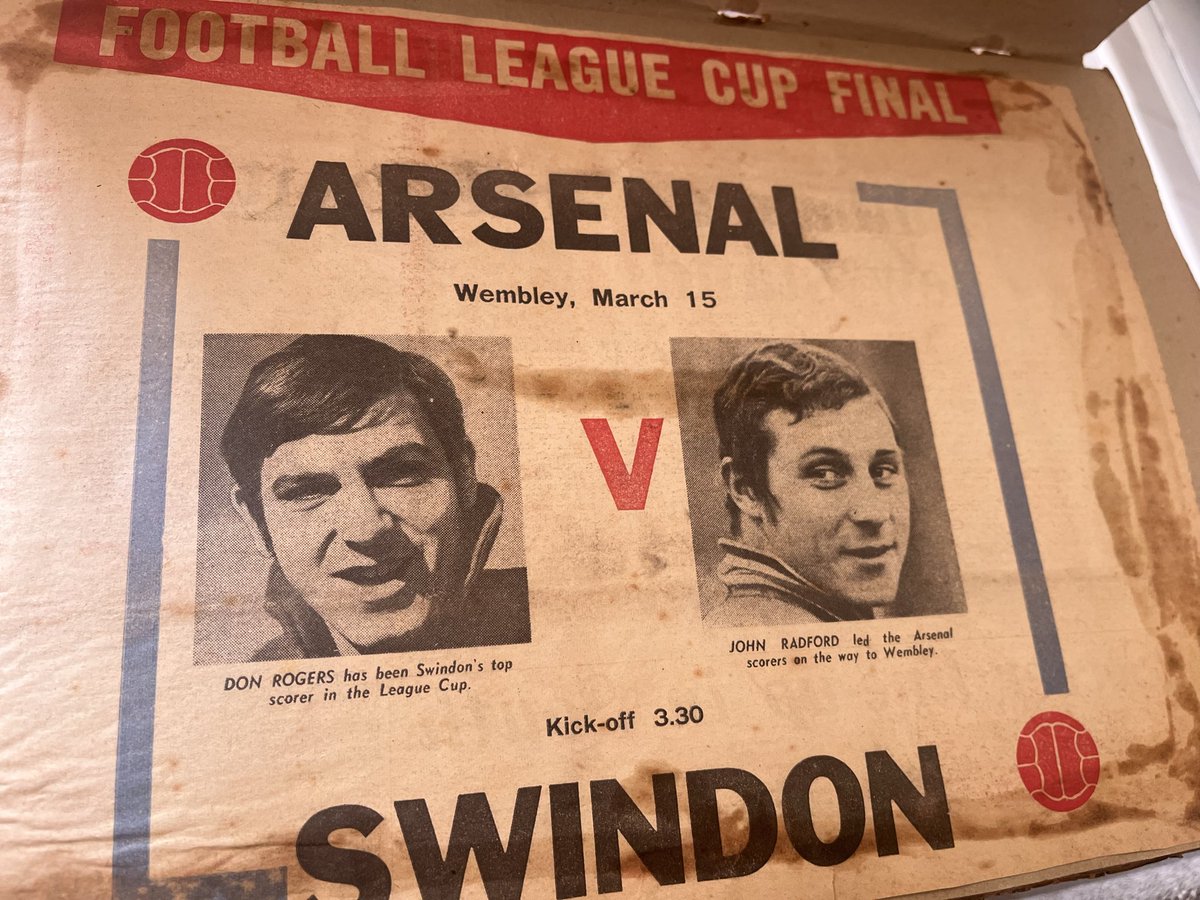 FOOTBALL LEAGUE CUP FINAL
ARSENAL
Wembley, March 15
V
DON ROGERS has been Swindon's top
scorer in the League Cup.
JOHN RADFORD led the Arsenal
scorers on the way to Wembley.
Kick-off 3.30
SWINDON